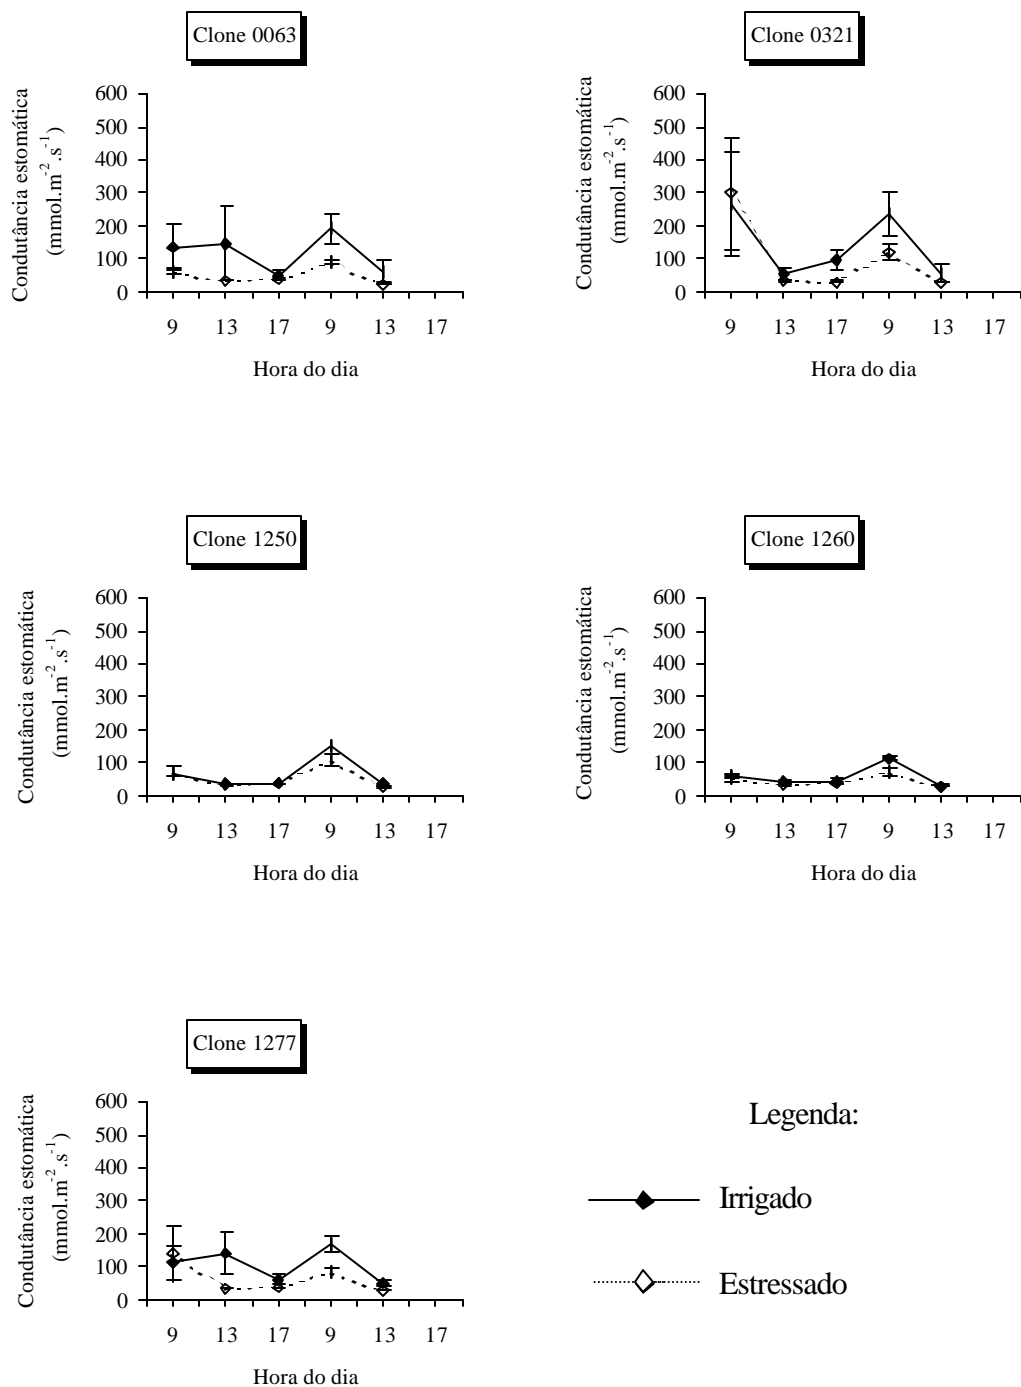 Clone 0063
Condutância estomática
(mmol.m-2.s-1)
600
500
400
300
200
100
0
9 13 17 9 13 17
Hora do dia
Clone 0321
Condutância estomática
(mmol.m-2.s-1)
600
500
400
300
200
100
0
9 13 17 9 13 17
Hora do dia
Clone 1250
Condutância estomática
(mmol.m-2.s-1)
600
500
400
300
200
100
0
9 13 17 9 13 17
Hora do dia
Clone 1260
Condutância estomática
(mmol.m-2.s-1)
600
500
400
300
200
100
0
9 13 17 9 13 17
Hora do dia
Clone 1277
Condutância estomática
(mmol.m-2.s-1)
600
500
400
300
200
100
0
9 13 17 9 13 17
Hora do dia
Legenda:
Irrigado
Estressado